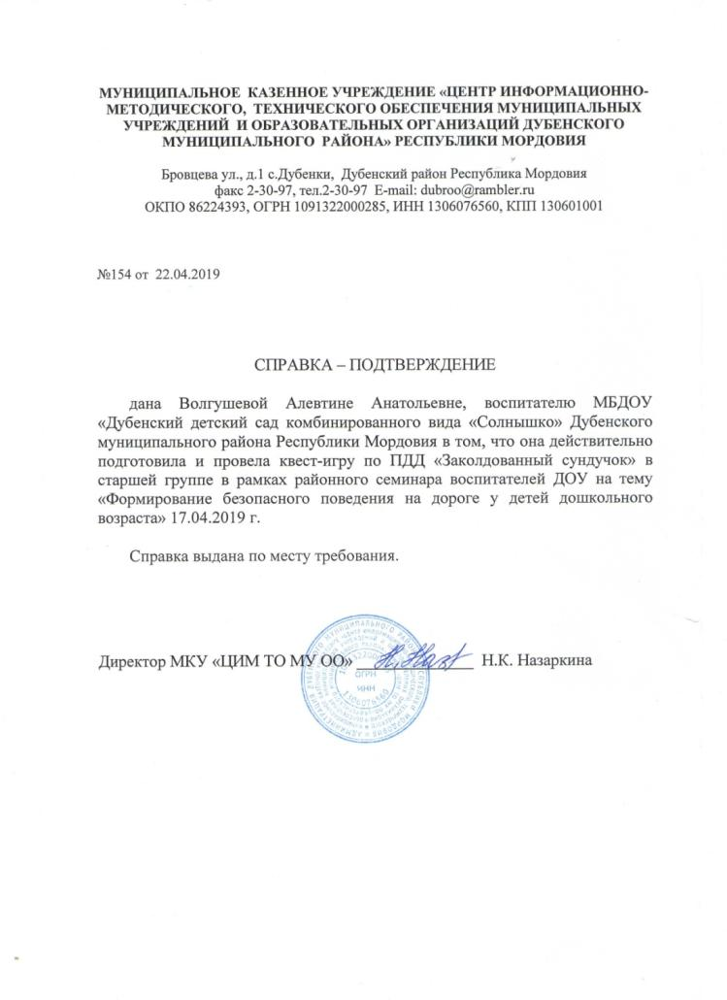 МУНИЦИПАЛЬНОЕ КАЗЕННОЕ УЧРЕЖДЕНИЕ «ЦЕНТР ИНФОРМАЦИОННО-
МЕТОДИЧЕСКОГО, ТЕХНИЧЕСКОГО ОБЕСПЕЧЕНИЯ МУНИЦИПАЛЬНЫХ
УЧРЕЖДЕНИЙ И ОБРАЗОВАТЕЛЬНЫХ ОРГАНИЗАЦИЙ ДУБЕНСКОГО
МУНИЦИПАЛЬНОГО РАЙОНА» РЕСПУБЛИКИ МОРДОВИЯ
Бровцева ул., д.1 с.Дубенки, Дубенский район Республика Мордовия
факс 2-30-97, тел.2-30-97 E-mail: dubroo@rambler.ru
ОКПО 86224393, ОГРН 1091322000285, ИНН 1306076560, КПП 130601001
№154 от 22.04.2019
СПРАВКА – ПОДТВЕРЖДЕНИЕ
дана Волгушевой Алевтине Анатольевне, воспитателю МБДОУ
«Дубенский детский сад комбинированного вида «Солнышко» Дубенского
муниципального района Республики Мордовия в том, что она действительно
подготовила и провела квест-игру по ПДД «Заколдованный сундучок» в
старшей группе в рамках районного семинара воспитателей ДОУ на тему
«Формирование безопасного поведения на дороге у детей дошкольного
возраста» 17.04.2019 г.
Справка выдана по месту требования.
Директор МКУ «ЦИМ ТО МУ ОО» Н.К. Назаркина
ОГРН
ИНН
1306076560